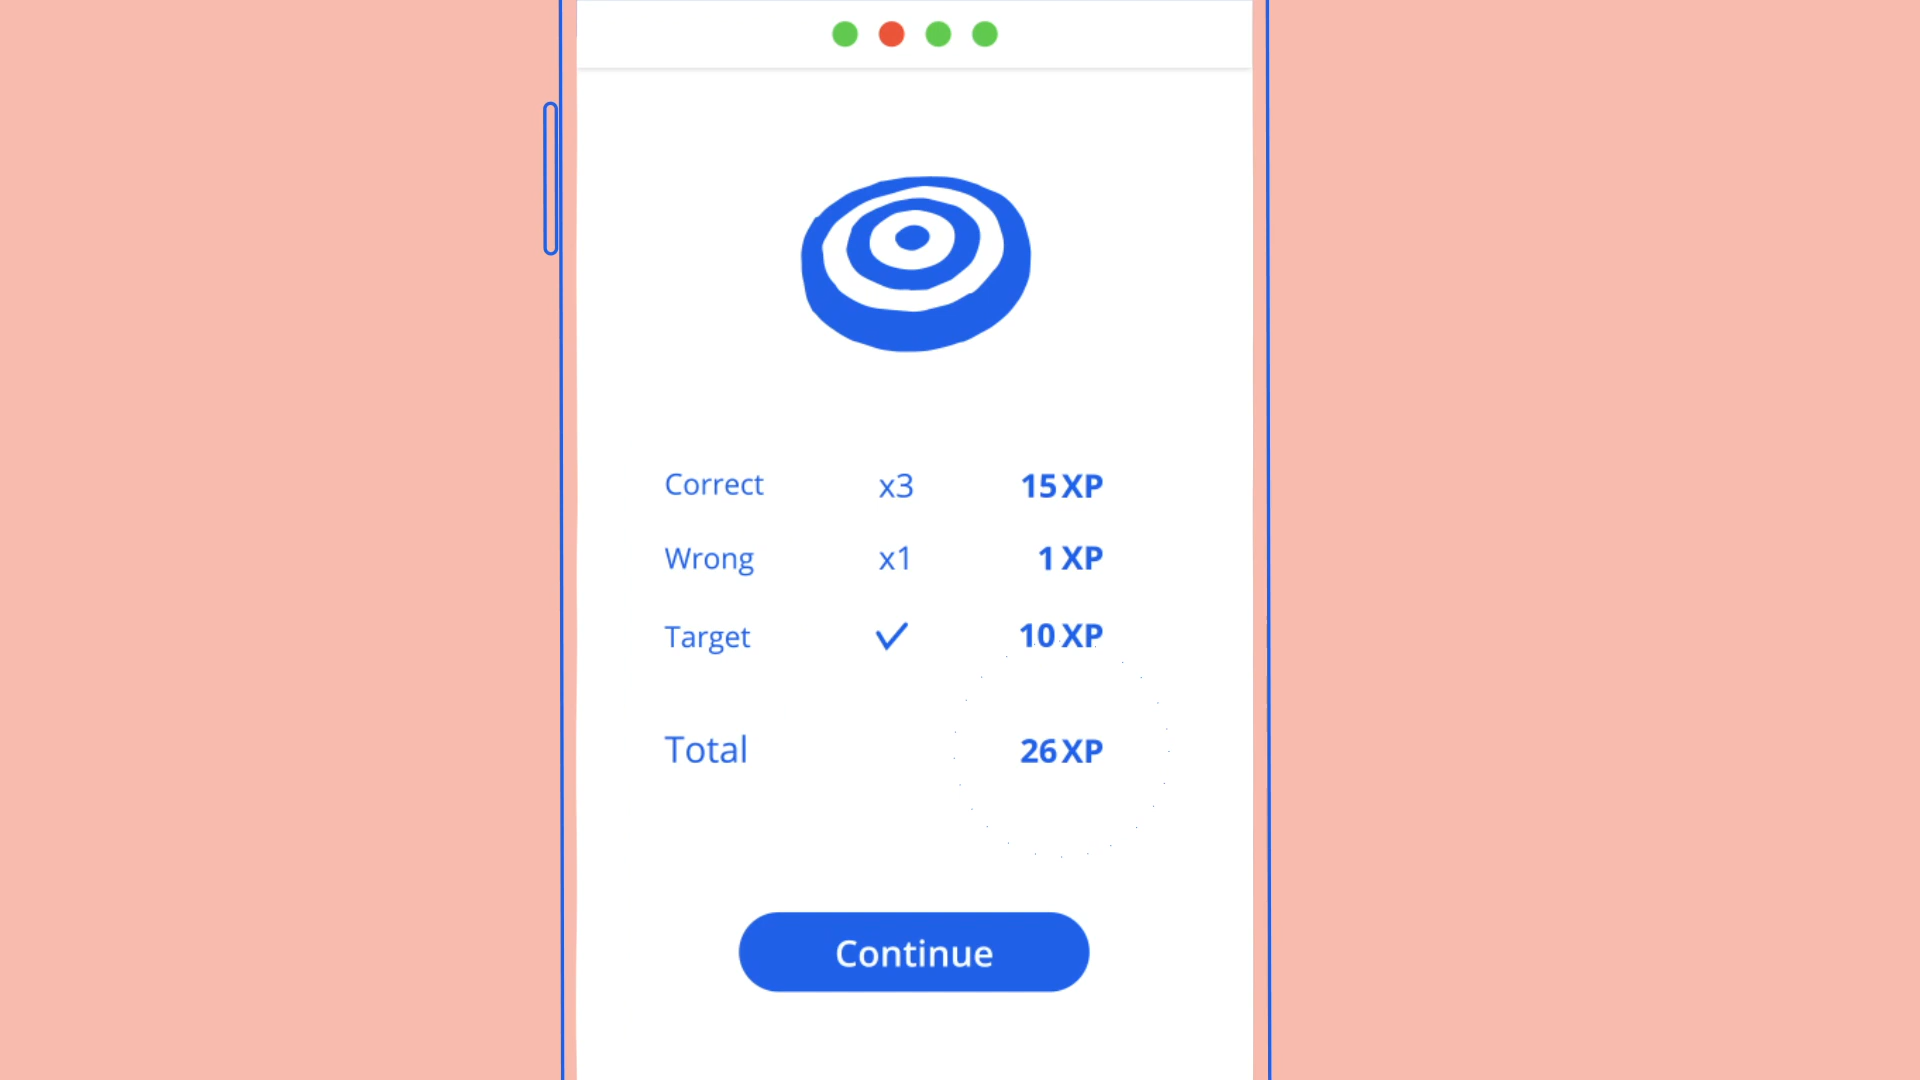 Correct x3 15 XP
Wrong x1 1 XP
Target 10 XP
Total 26 XP
Continue